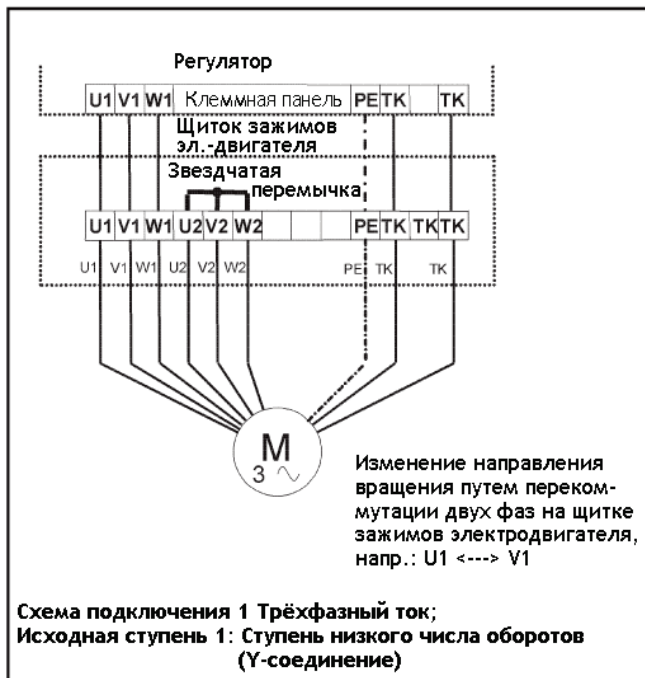 Регулятор
U1 V1 W1 Клеммная панель PE TK TK
Щиток зажимов
эл.-двигателя
Звездчатая
перемычка
U1 V1 W1 U2 V2 W2 PE TK TK TK
U1 V1 W1 U2 V2 W2 PE TK TK
M
3 ~
Изменение направления
вращения путем переком-
мутации двух фаз на щитке
зажимов электродвигателя,
напр.: U1 <---> V1
Схема подключения 1 Трёхфазный ток;
Исходная ступень 1: Ступень низкого числа оборотов
(Y-соединение)